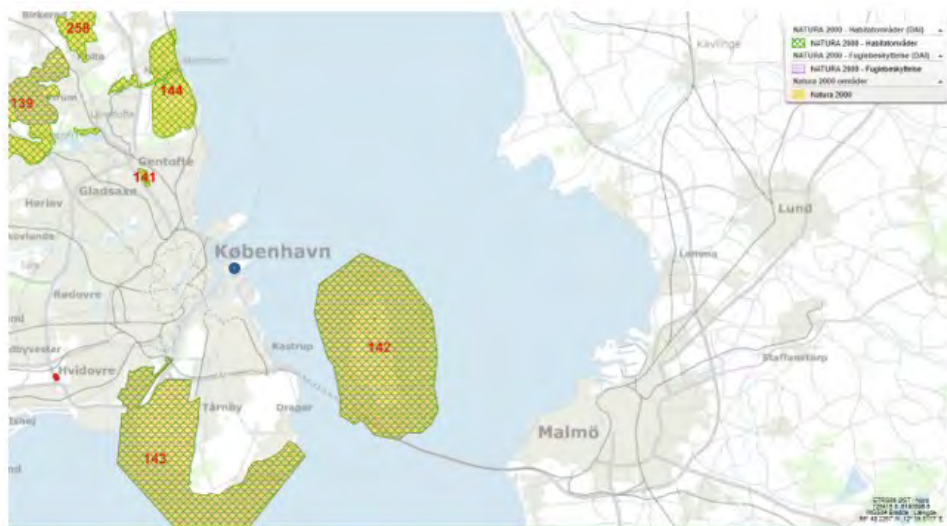 Birkerød
258
Holte
139
144
Gentofte
141
Gladsaxe
Herlev
Rødovre
København
Hvidovre
Kastrup
142
Tårnby
Dragør
143
Kävlinge
Lund
Lomma
Staffanstorp
Malmö
NATURA 2000 - Habitatområder (DAI)
NATURA 2000 - Habitatområder
NATURA 2000 - Fuglebeskyttelse (DAI)
NATURA 2000 - Fuglebeskyttelse
Natura 2000 områder
Natura 2000